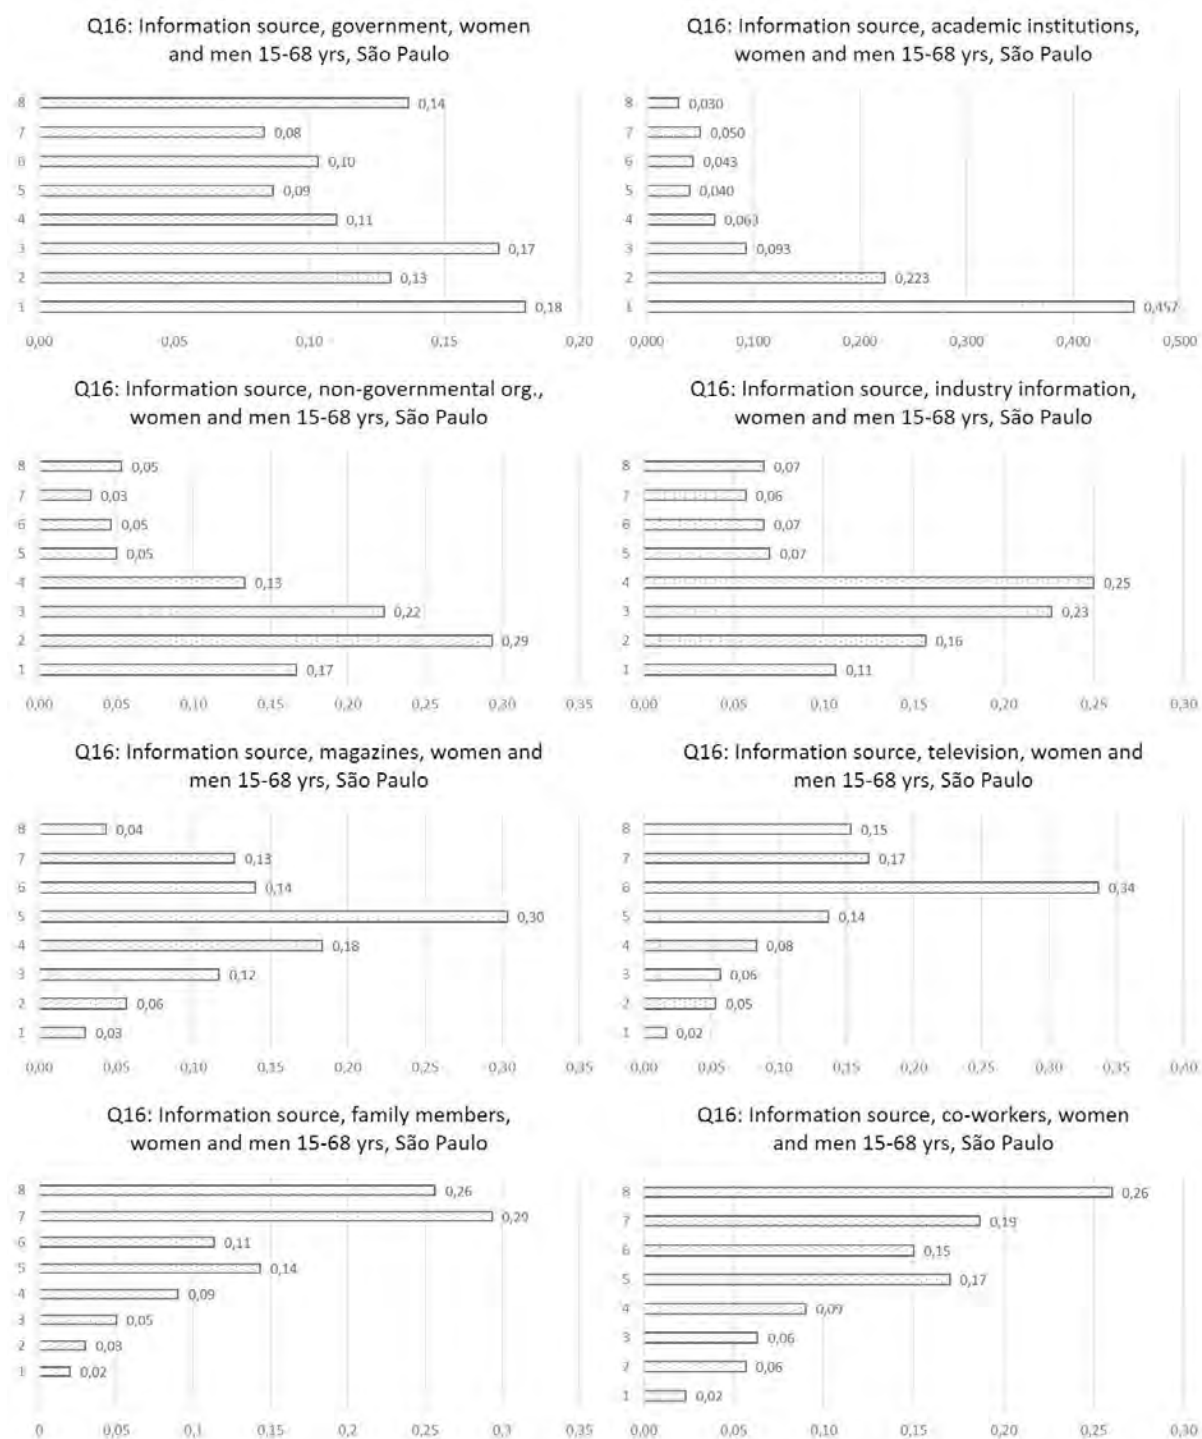 Q16: Information source, government, women
and men 15-68 yrs, São Paulo
8 0,14
7 0,08
6 0,10
5 0,09
4 0,11
3 0,17
2 0,13
1 0,18
0,00 0,05 0,10 0,15 0,20
Q16: Information source, academic institutions,
women and men 15-68 yrs, São Paulo
8 0,030
7 0,050
6 0,043
5 0,040
4 0,063
3 0,093
2 0,223
1 0,457
0,000 0,100 0,200 0,300 0,400 0,500
Q16: Information source, non-governmental org.,
women and men 15-68 yrs, São Paulo
8 0,05
7 0,03
6 0,05
5 0,05
4 0,13
3 0,22
2 0,29
1 0,17
0,00 0,05 0,10 0,15 0,20 0,25 0,30 0,35
Q16: Information source, industry information,
women and men 15-68 yrs, São Paulo
8 0,07
7 0,06
6 0,07
5 0,07
4 0,25
3 0,23
2 0,16
1 0,11
0,00 0,05 0,10 0,15 0,20 0,25 0,30
Q16: Information source, magazines, women and
men 15-68 yrs, São Paulo
8 0,04
7 0,13
6 0,14
5 0,30
4 0,18
3 0,12
2 0,06
1 0,03
0,00 0,05 0,10 0,15 0,20 0,25 0,30 0,35
Q16: Information source, television, women and
men 15-68 yrs, São Paulo
8 0,15
7 0,17
6 0,34
5 0,14
4 0,08
3 0,06
2 0,05
1 0,02
0,00 0,05 0,10 0,15 0,20 0,25 0,30 0,35 0,40
Q16: Information source, family members,
women and men 15-68 yrs, São Paulo
8 0,26
7 0,29
6 0,11
5 0,14
4 0,09
3 0,05
2 0,03
1 0,02
0 0,05 0,1 0,15 0,2 0,25 0,3 0,35
Q16: Information source, co-workers, women
and men 15-68 yrs, São Paulo
8 0,26
7 0,19
6 0,15
5 0,17
4 0,09
3 0,06
2 0,06
1 0,02
0,00 0,05 0,10 0,15 0,20 0,25 0,30